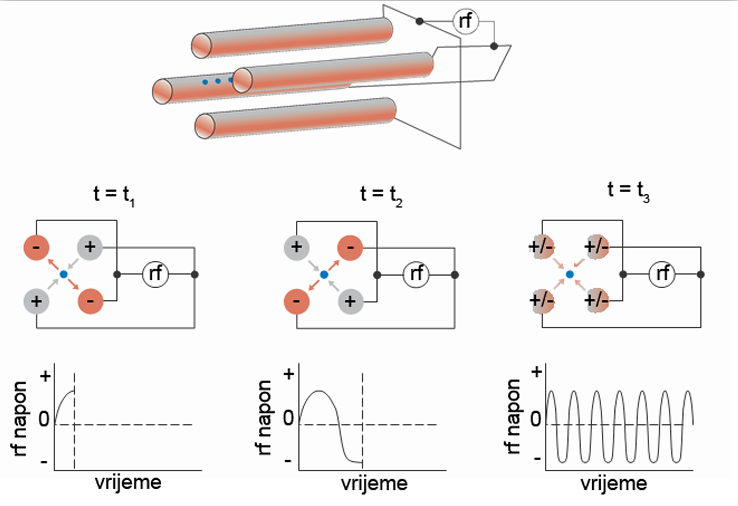 rf
t = t1
t = t2
t = t3
- +
+ -
rf
+ -
- +
rf
+/- +/-
+/- +/-
rf
+
0
-
rf napon
vrijeme
+
0
-
rf napon
vrijeme
+
0
-
rf napon
vrijeme